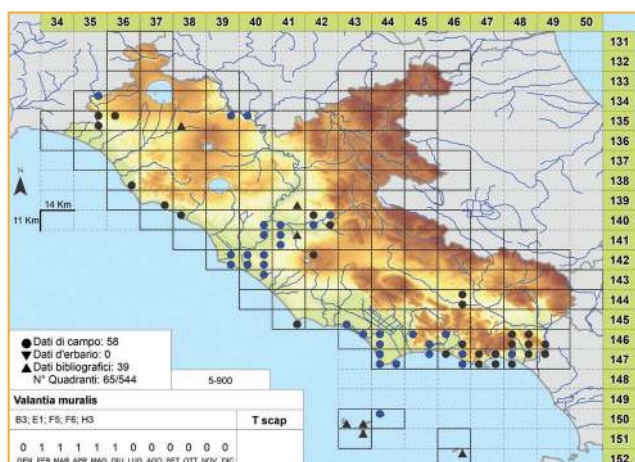 34 35 36 37 38 39 40 41 42 43 44 45 46 47 48 49 50
131
132
133
134
135
136
137
138
139
140
141
142
143
144
145
146
147
150
151
152
N
14 Km
11 Km
Dati di campo: 58
Dati d'erbario: 0
Dati bibliografici: 39
N° Quadranti: 65/544
5-900
Valantia muralis
B3; E1; F5; F6; H3
T scap
0 1 1 1 1 1 0 0 0 0 0 0
GEN FEB MAR APR MAG GIU LUG AGO SET OTT NOV DIC